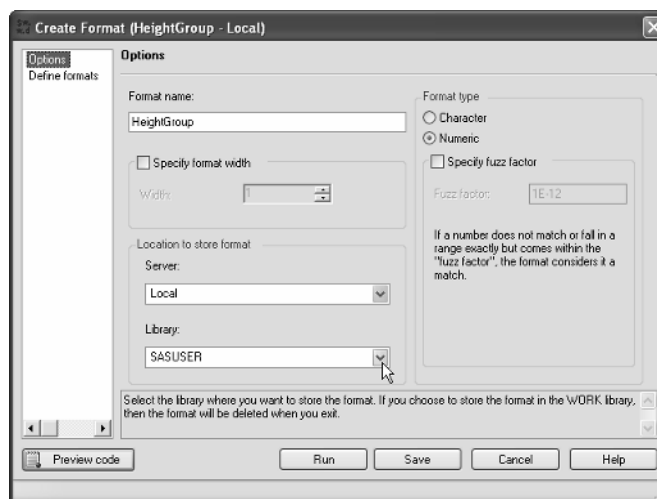 Create Format (HeightGroup - Local)
Options
Define formats
Options
Format name:
HeightGroup
Specify format width
Width:
1
Location to store format
Server:
Local
Library:
SASUSER
Format type
Character
Numeric
Specify fuzz factor
Fuzz factor:
1E-12
If a number does not match or fall in a
range exactly but comes within the
"fuzz factor", the format considers it a
match.
Select the library where you want to store the format. If you choose to store the format in the WORK library,
then the format will be deleted when you exit.
Preview code
Run
Save
Cancel
Help